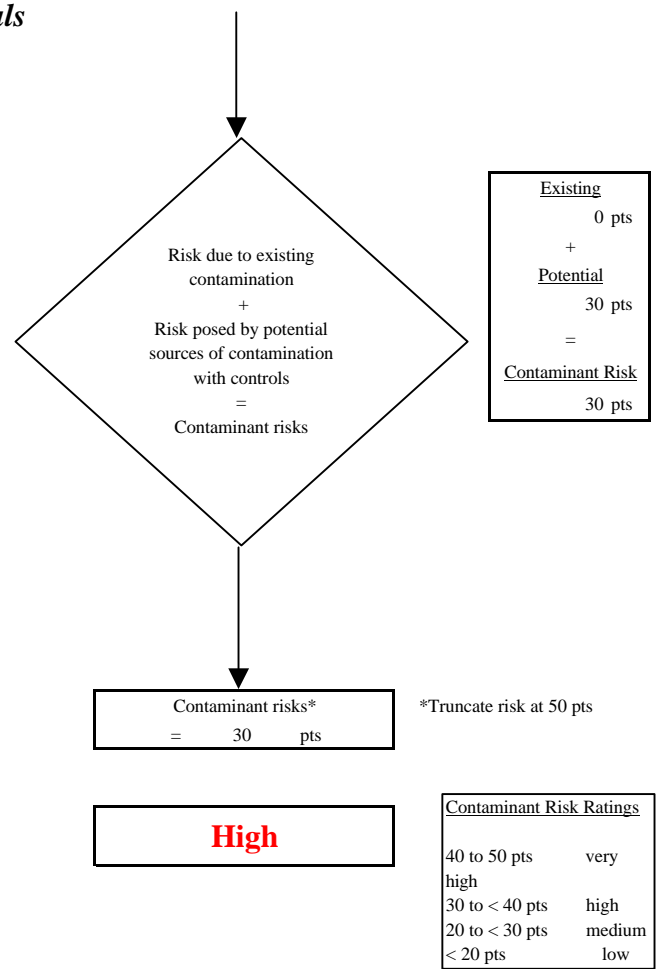 Existing
0 pts
+
Potential
30 pts
=
Contaminant Risk
30 pts
Risk due to existing
contamination
+
Risk posed by potential
sources of contamination
with controls
=
Contaminant risks
Contaminant risks*
= 30 pts
*Truncate risk at 50 pts
High
Contaminant Risk Ratings
40 to 50 pts very
high
30 to < 40 pts high
20 to < 30 pts medium
< 20 pts low